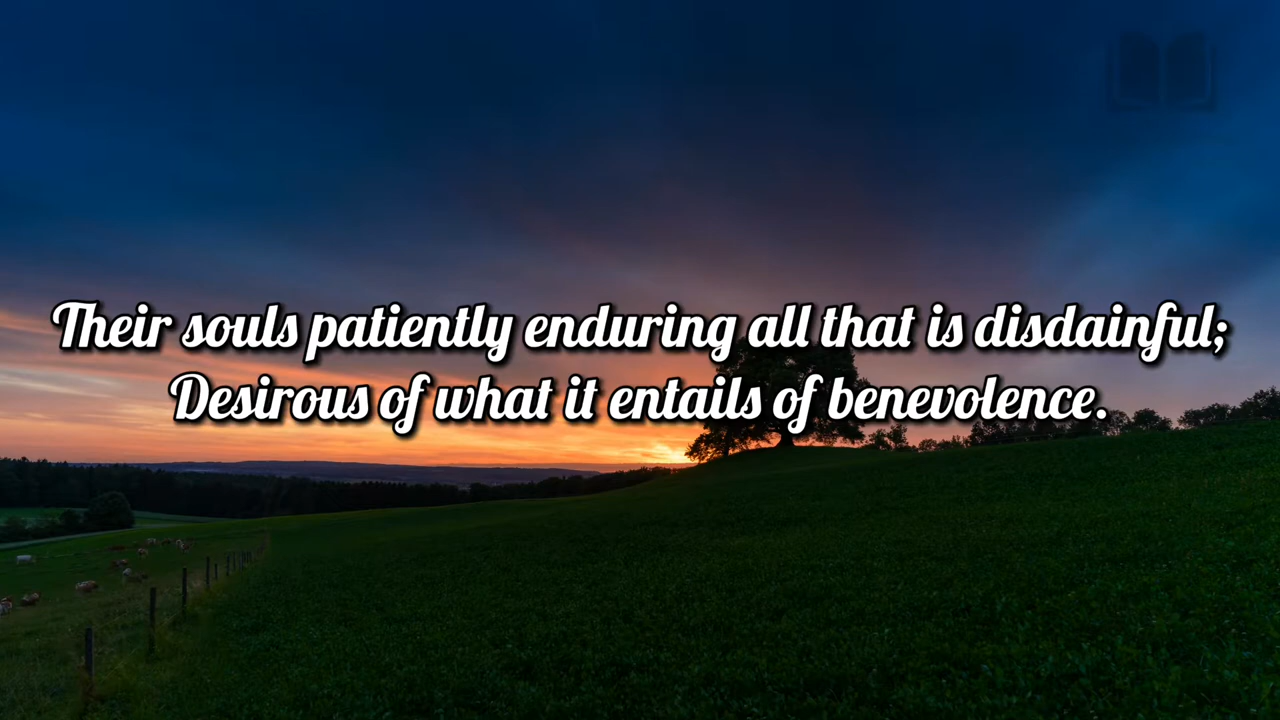 Their souls patiently enduring all that is disdainful;
Desirous of what it entails of benevolence.